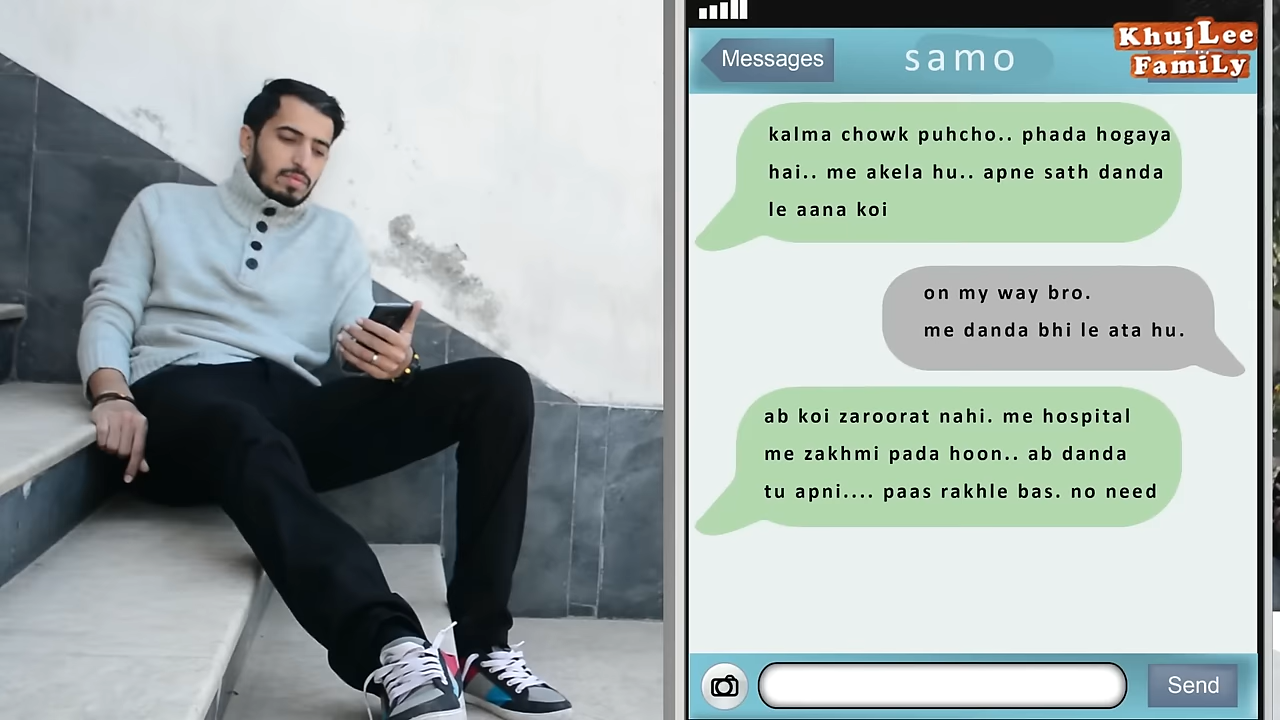 KhujLee
FamiLy
Messages
samo
kalma chowk puhcho.. phada hogaya
hai.. me akela hu.. apne sath danda
le aana koi
on my way bro.
me danda bhi le ata hu.
ab koi zaroorat nahi. me hospital
me zakhmi pada hoon.. ab danda
tu apni.... paas rakhle bas. no need
Send